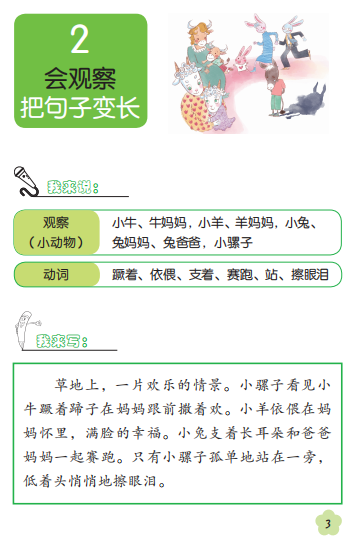 2
会观察
把句子变长
我来说：
观察
（小动物）
小牛、牛妈妈，小羊、羊妈妈，小兔、
兔妈妈、兔爸爸，小骡子
动词
蹶着、依偎、支着、赛跑、站、擦眼泪
我来写：
草地上，一片欢乐的情景。小骡子看见小
牛蹶着蹄子在妈妈跟前撒着欢。小羊依偎在妈
妈怀里，满脸的幸福。小兔支着长耳朵和爸爸
妈妈一起赛跑。只有小骡子孤单地站在一旁，
低着头悄悄地擦眼泪。
3